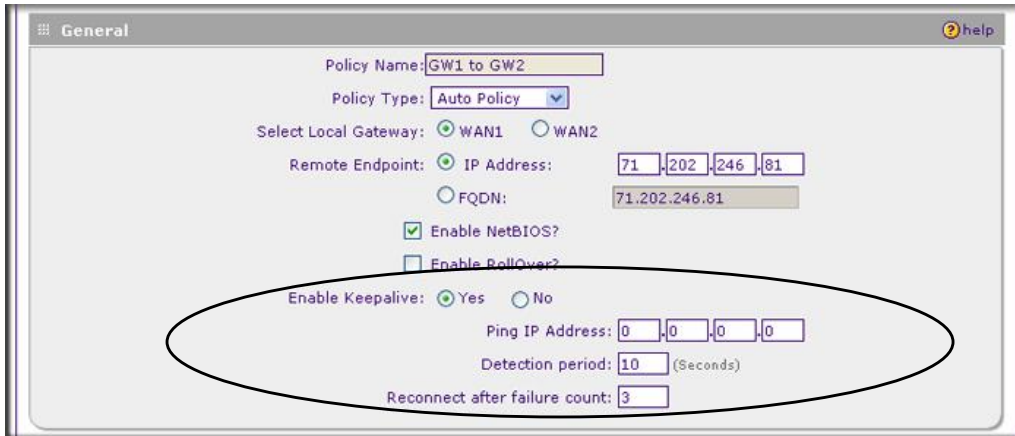 General help
Policy Name: GW1 to GW2
Policy Type: Auto Policy
Select Local Gateway: WAN1 WAN2
Remote Endpoint: IP Address: 71 .202 .246 .81
FQDN: 71.202.246.81
Enable NetBIOS?
Enable RollOver?
Enable Keepalive: Yes No
Ping IP Address: 0 .0 .0 .0
Detection period: 10 (Seconds)
Reconnect after failure count: 3